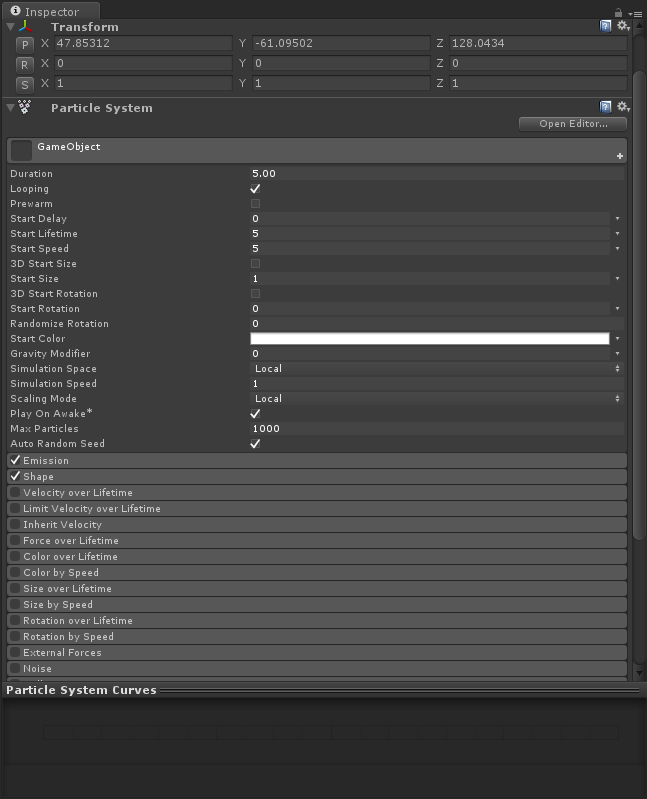 Inspector
Transform
P X 47.85312 Y -61.09502 Z 128.0434
R X 0 Y 0 Z 0
S X 1 Y 1 Z 1
Particle System
Open Editor...
GameObject
Duration 5.00
Looping
Prewarm
Start Delay 0
Start Lifetime 5
Start Speed 5
3D Start Size
Start Size 1
3D Start Rotation
Start Rotation 0
Randomize Rotation 0
Start Color
Gravity Modifier 0
Simulation Space Local
Simulation Speed 1
Scaling Mode Local
Play On Awake*
Max Particles 1000
Auto Random Seed
Emission
Shape
Velocity over Lifetime
Limit Velocity over Lifetime
Inherit Velocity
Force over Lifetime
Color over Lifetime
Color by Speed
Size over Lifetime
Size by Speed
Rotation over Lifetime
Rotation by Speed
External Forces
Noise
Particle System Curves